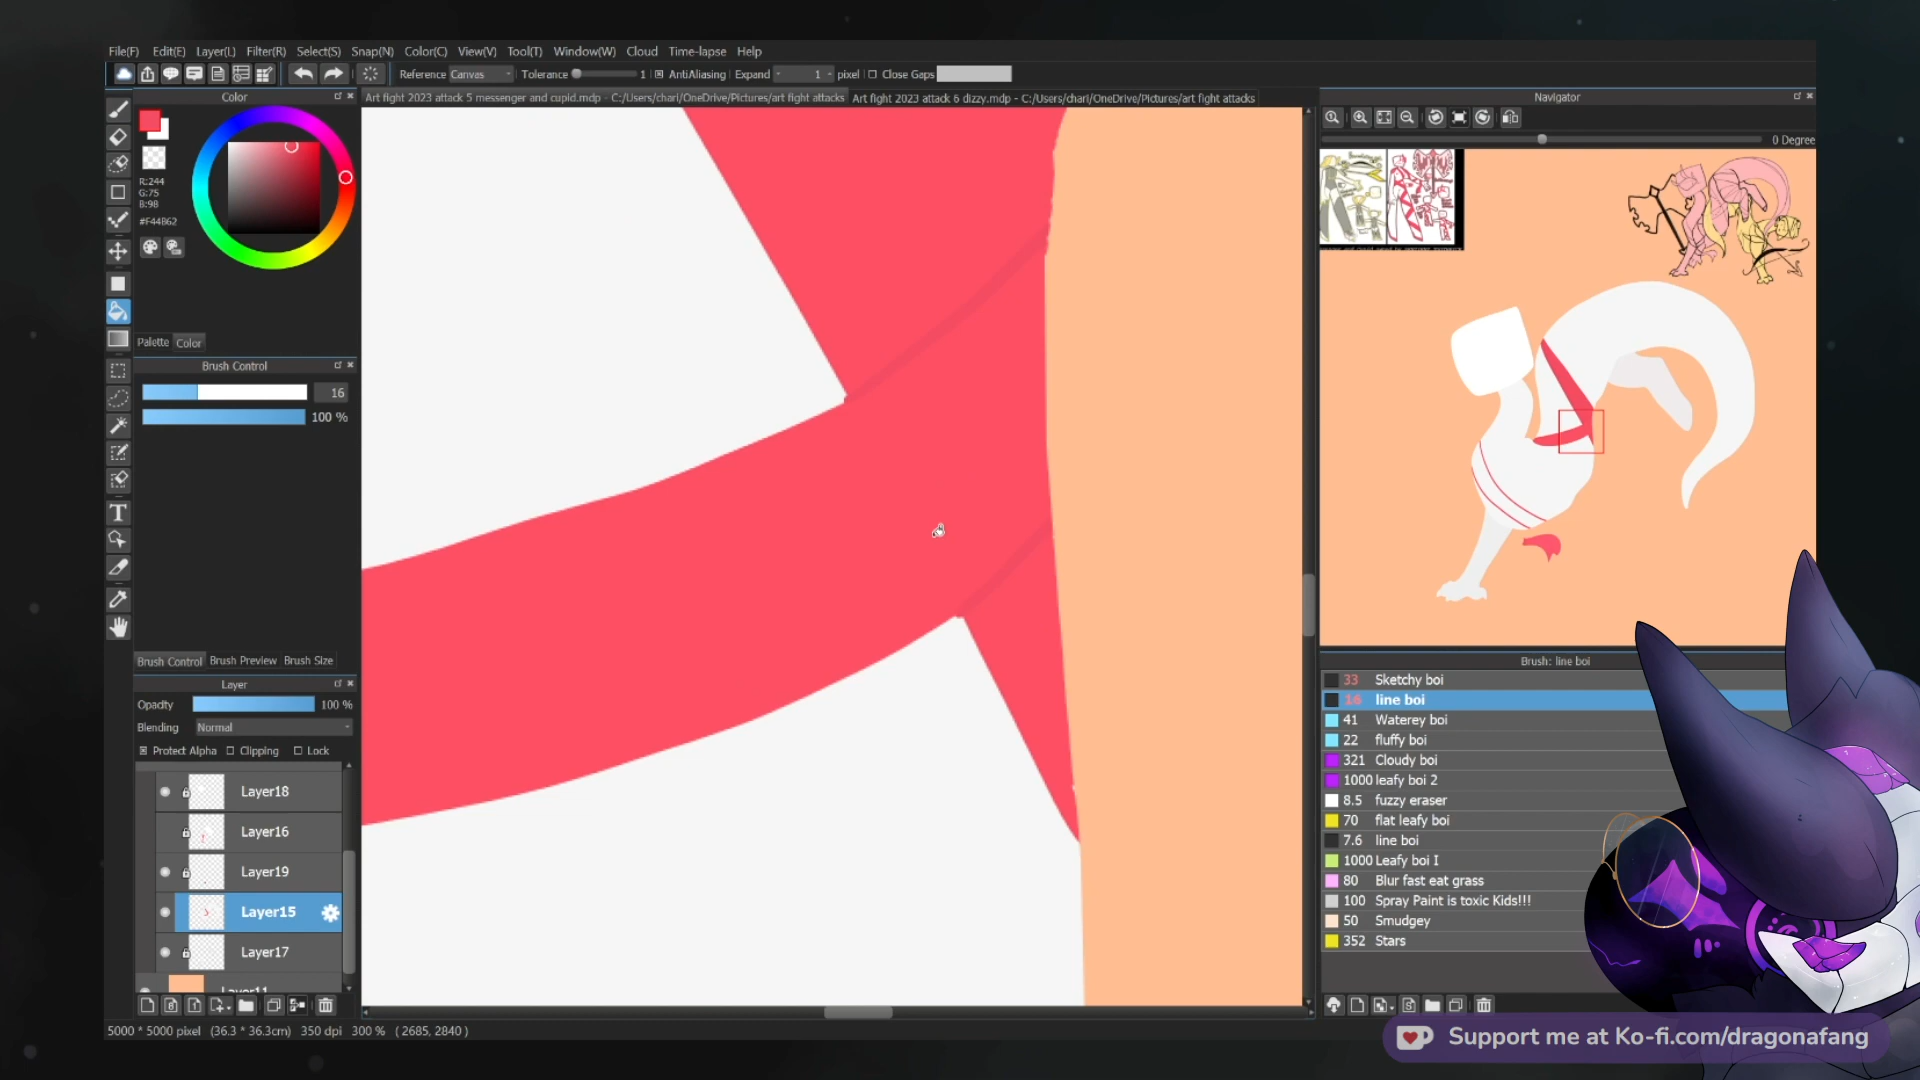 File(F) Edit(E) Layer(L) Filter(R) Select(S) Snap(N) Color(C) View(V) Tool(T) Window(W) Cloud Time-lapse Help
Reference Canvas Tolerance 1 AntiAliasing Expand 1 pixel Close Gaps
Color
Art fight 2023 attack 5 messenger and cupid.mdp - C:/Users/charl/OneDrive/Pictures/art fight attacks
Art fight 2023 attack 6 dizzy.mdp - C:/Users/charl/OneDrive/Pictures/art fight attacks
Navigator
0 Degree
R:244
G:75
B:98
#F44B62
Palette Color
Brush Control
16
100 %
Brush Control Brush Preview Brush Size
Layer
Opacity 100 %
Blending Normal
Protect Alpha Clipping Lock
Layer18
Layer16
Layer19
Layer15
Layer17
Layer11
5000 * 5000 pixel (36.3 * 36.3cm) 350 dpi 300 % ( 2685, 2840 )
Brush: line boi
33 Sketchy boi
16 line boi
41 Waterey boi
22 fluffy boi
321 Cloudy boi
1000 leafy boi 2
8.5 fuzzy eraser
70 flat leafy boi
7.6 line boi
1000 Leafy boi I
80 Blur fast eat grass
100 Spray Paint is toxic Kids!!!
50 Smudgey
352 Stars
Support me at Ko-fi.com/dragonafang